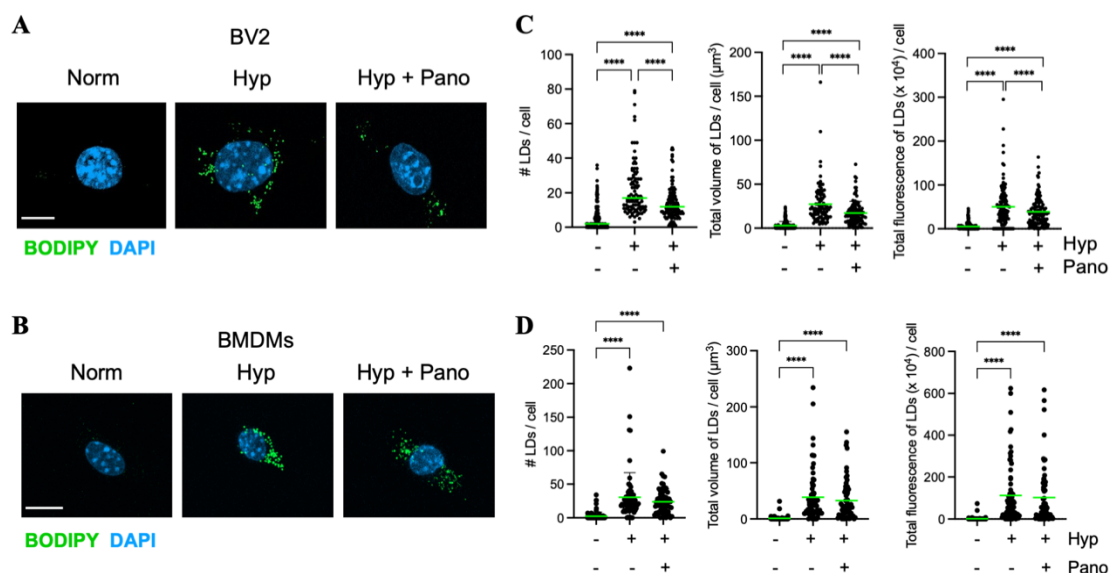 A
BV2
Norm Hyp Hyp + Pano
BODIPY DAPI
B
BMDMs
Norm Hyp Hyp + Pano
BODIPY DAPI
C
# LDs / cell
100
80
60
40
20
0
****
**** ****
- + +
- - +
Total volume of LDs / cell (µm³)
200
150
100
50
0
****
**** ****
- + +
- - +
Total fluorescence of LDs (x 10⁴) / cell
400
300
200
100
0
****
**** ****
- + + Hyp
- - + Pano
D
# LDs / cell
250
200
150
100
50
0
****
****
- + +
- - +
Total volume of LDs / cell (µm³)
300
200
100
0
****
****
- + +
- - +
Total fluorescence of LDs (x 10⁴) / cell
800
600
400
200
0
****
****
- + + Hyp
- - + Pano